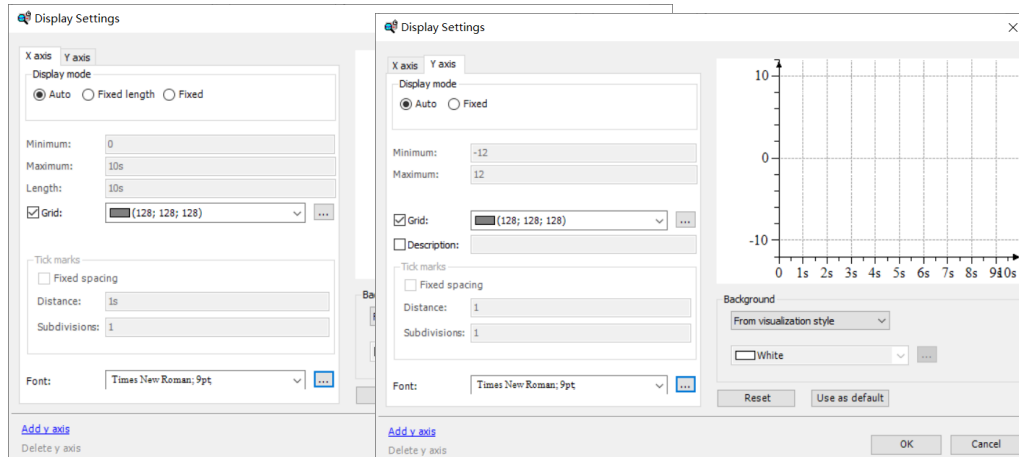 Display Settings
X axis Y axis
Display mode
Auto Fixed length Fixed
Minimum: 0
Maximum: 10s
Length: 10s
Grid: (128; 128; 128) ...
Tick marks
Fixed spacing
Distance: 1s
Subdivisions: 1
Font: Times New Roman; 9pt ...
Add y axis
Delete y axis
Ba
Display Settings
X axis Y axis
Display mode
Auto Fixed
Minimum: -12
Maximum: 12
Grid: (128; 128; 128) ...
Description:
Tick marks
Fixed spacing
Distance: 1
Subdivisions: 1
Font: Times New Roman; 9pt ...
Add y axis
Delete y axis
10
0
-10
0 1s 2s 3s 4s 5s 6s 7s 8s 9s 10s
Background
From visualization style
White ...
Reset Use as default
OK Cancel